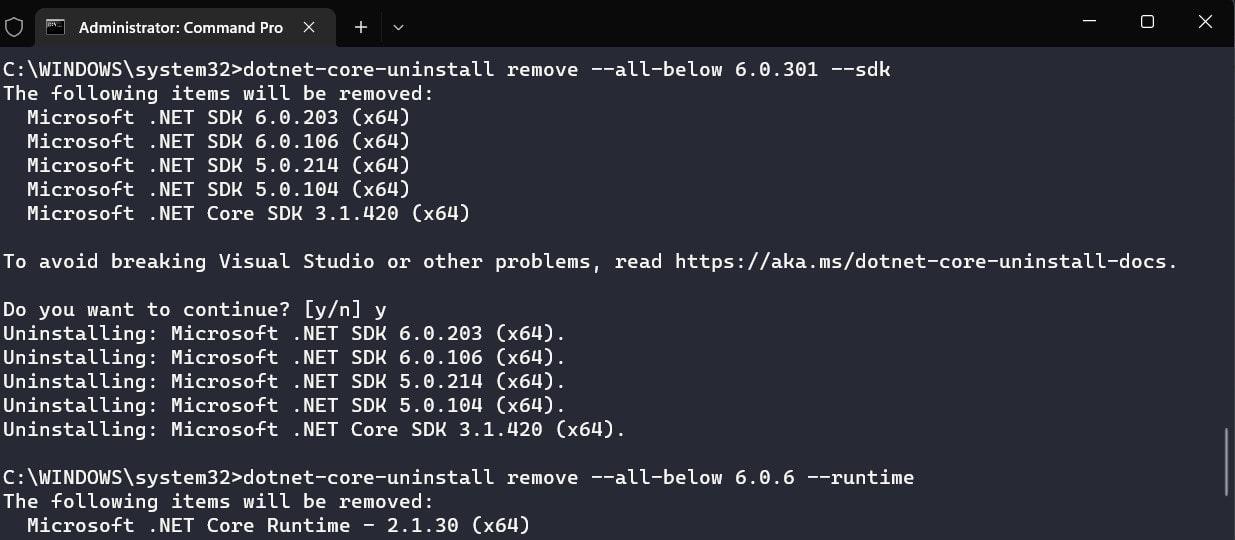 Administrator: Command Pro
C:\WINDOWS\system32>dotnet-core-uninstall remove --all-below 6.0.301 --sdk
The following items will be removed:
  Microsoft .NET SDK 6.0.203 (x64)
  Microsoft .NET SDK 6.0.106 (x64)
  Microsoft .NET SDK 5.0.214 (x64)
  Microsoft .NET SDK 5.0.104 (x64)
  Microsoft .NET Core SDK 3.1.420 (x64)
To avoid breaking Visual Studio or other problems, read https://aka.ms/dotnet-core-uninstall-docs.
Do you want to continue? [y/n] y
Uninstalling: Microsoft .NET SDK 6.0.203 (x64).
Uninstalling: Microsoft .NET SDK 6.0.106 (x64).
Uninstalling: Microsoft .NET SDK 5.0.214 (x64).
Uninstalling: Microsoft .NET SDK 5.0.104 (x64).
Uninstalling: Microsoft .NET Core SDK 3.1.420 (x64).
C:\WINDOWS\system32>dotnet-core-uninstall remove --all-below 6.0.6 --runtime
The following items will be removed:
  Microsoft .NET Core Runtime - 2.1.30 (x64)